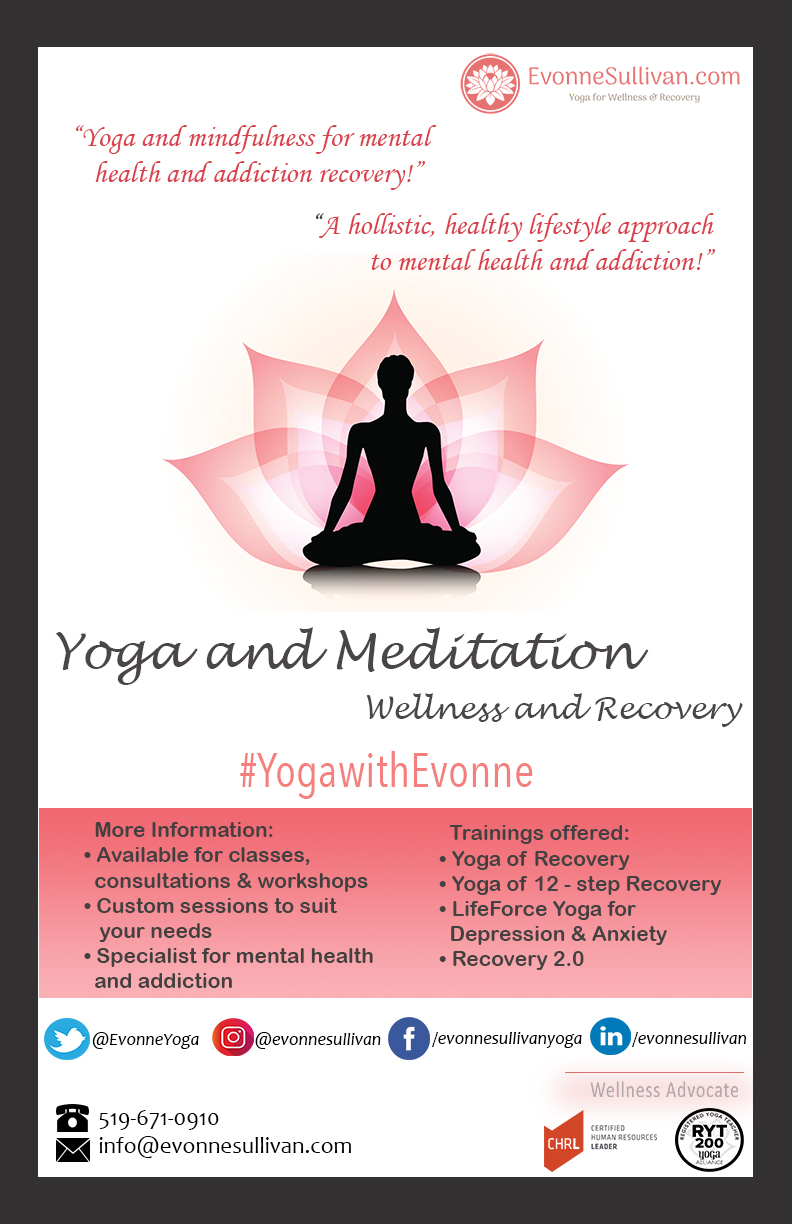 EvonneSullivan.com
Yoga for Wellness & Recovery
“Yoga and mindfulness for mental
health and addiction recovery!”
“A hollistic, healthy lifestyle approach
to mental health and addiction!”
Yoga and Meditation
Wellness and Recovery
#YogawithEvonne
More Information:
• Available for classes,
consultations & workshops
• Custom sessions to suit
your needs
• Specialist for mental health
and addiction
Trainings offered:
• Yoga of Recovery
• Yoga of 12 - step Recovery
• LifeForce Yoga for
Depression & Anxiety
• Recovery 2.0
@EvonneYoga
@evonnesullivan
/evonnesullivanyoga
/evonnesullivan
Wellness Advocate
519-671-0910
info@evonnesullivan.com
CHRL
CERTIFIED
HUMAN RESOURCES
LEADER
REGISTERED YOGA TEACHER
RYT
200
yoga
ALLIANCE